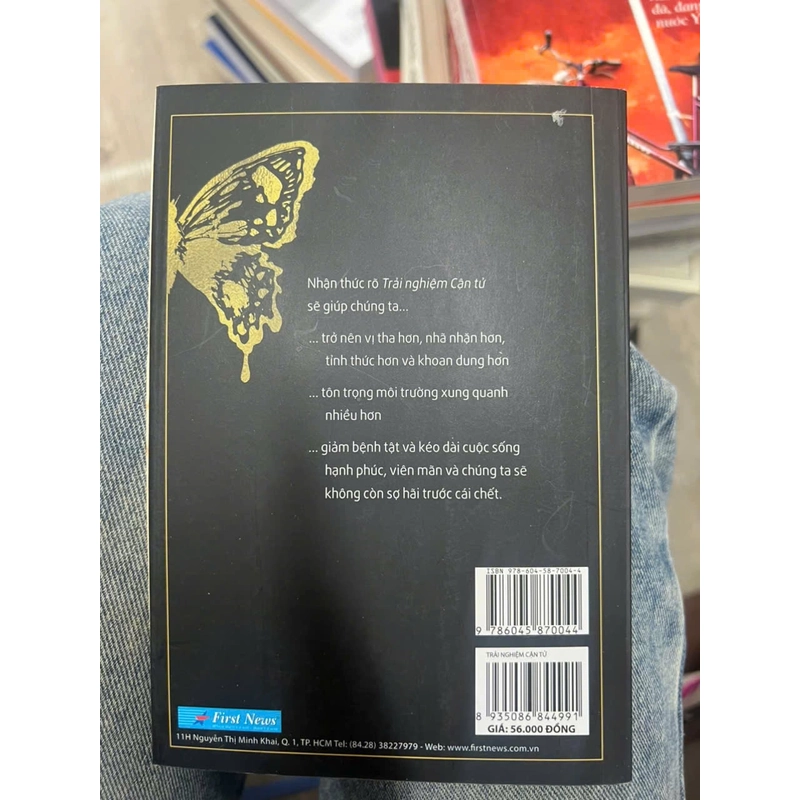 đã, đan
nước Y
Nhận thức rõ Trải nghiệm Cận tử
sẽ giúp chúng ta...
... trở nên vị tha hơn, nhã nhặn hơn,
tỉnh thức hơn và khoan dung hơn
... tôn trọng môi trường xung quanh
nhiều hơn
... giảm bệnh tật và kéo dài cuộc sống
hạnh phúc, viên mãn và chúng ta sẽ
không còn sợ hãi trước cái chết.
ISBN 978-604-58-7004-4
9 786045 870044
TRẢI NGHIỆM CẬN TỬ
8 935086 844991
GIÁ: 56.000 ĐỒNG
First News
11H Nguyễn Thị Minh Khai, Q. 1, TP. HCM Tel: (84.28) 38227979 - Web: www.firstnews.com.vn